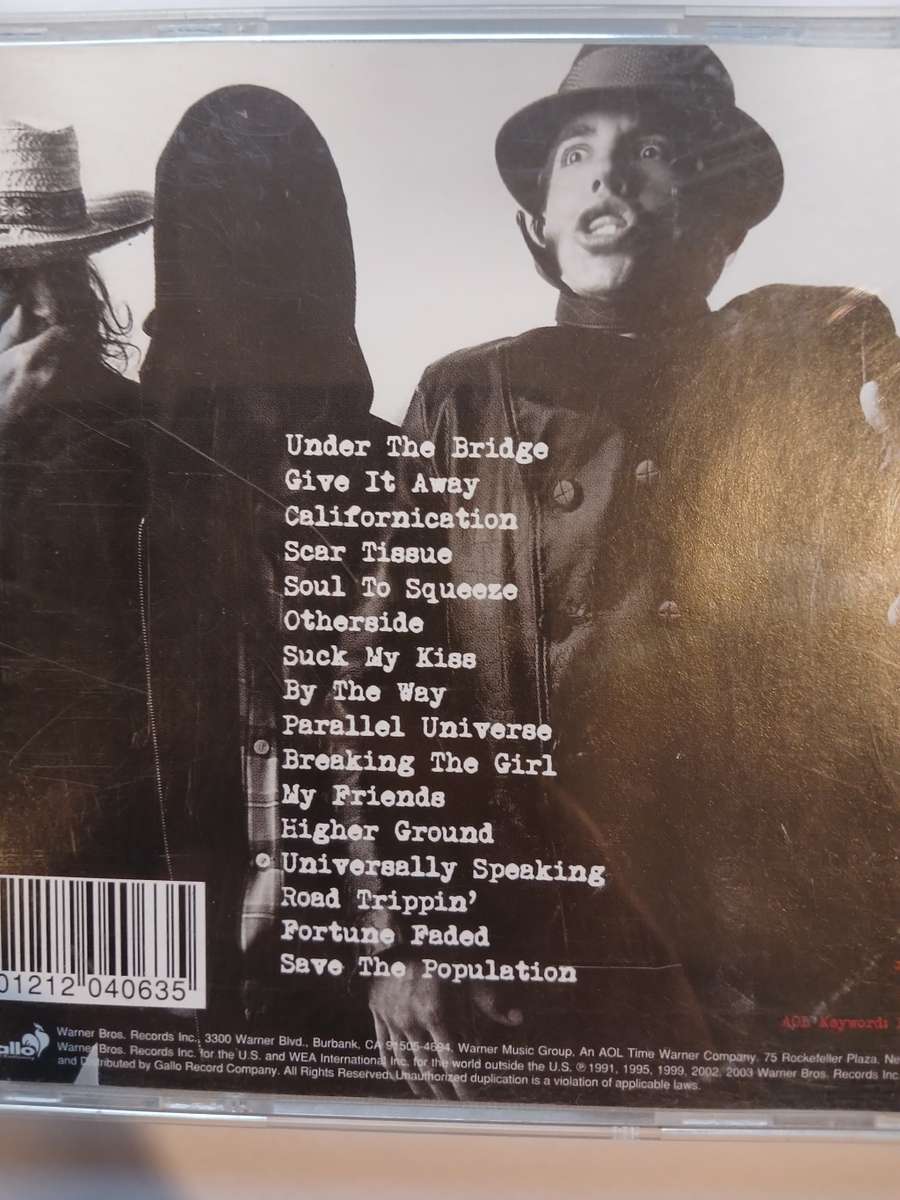 Under The Bridge
Give It Away
Californication
Scar Tissue
Soul To Squeeze
Otherside
Suck My Kiss
By The Way
Parallel Universe
Breaking The Girl
My Friends
Higher Ground
Universally Speaking
Road Trippin'
Fortune Faded
Save The Population
01212 040635
AOL Keyword:
Warner Bros. Records Inc., 3300 Warner Blvd., Burbank, CA 91505-4694, Warner Music Group, An AOL Time Warner Company. 75 Rockefeller Plaza, Ne
Warner Bros. Records Inc. for the U.S. and WEA International Inc. for the world outside the U.S. ℗ 1991, 1995, 1999, 2002, 2003 Warner Bros. Records Inc
and Distributed by Gallo Record Company. All Rights Reserved. Unauthorized duplication is a violation of applicable laws.
allo